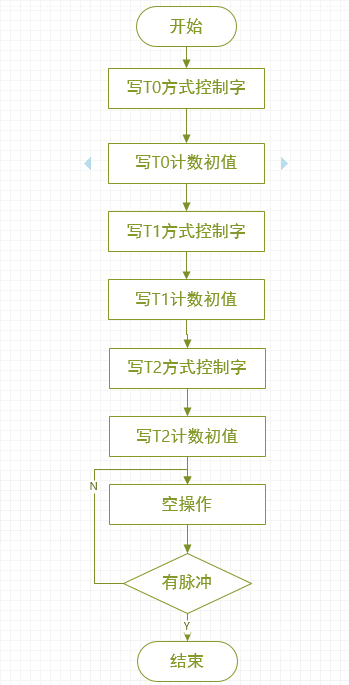 开始
写T0方式控制字
写T0计数初值
写T1方式控制字
写T1计数初值
写T2方式控制字
写T2计数初值
N
空操作
有脉冲
Y
结束